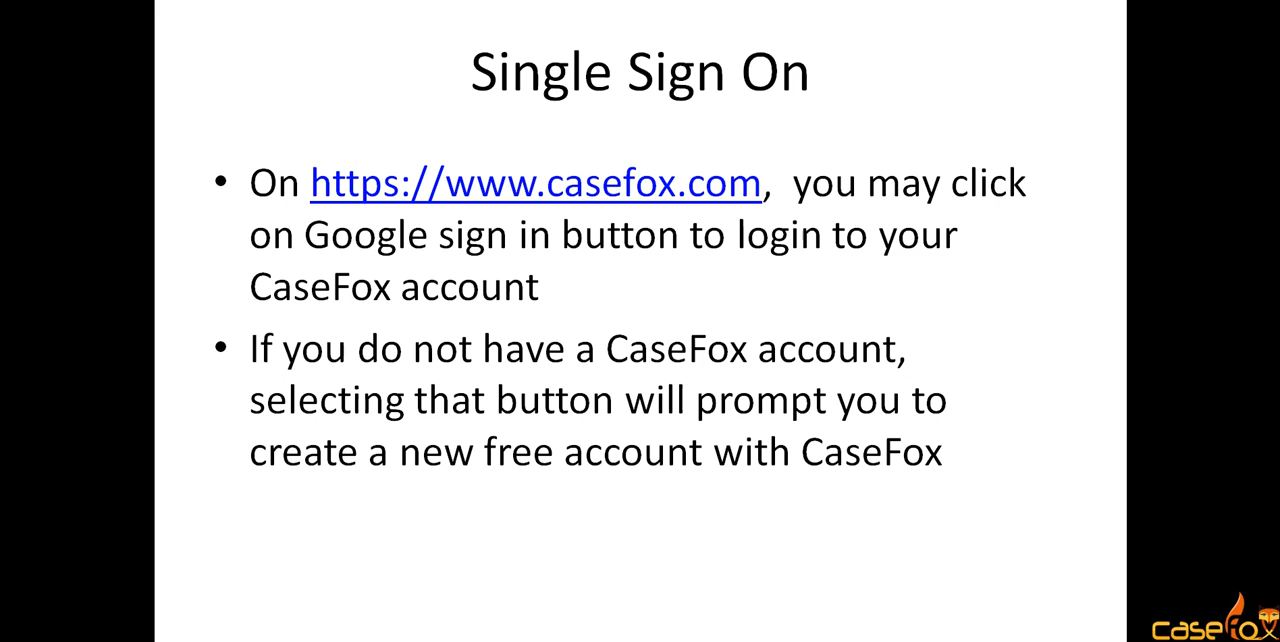 Single Sign On
• On https://www.casefox.com,  you may click
on Google sign in button to login to your
CaseFox account
• If you do not have a CaseFox account,
selecting that button will prompt you to
create a new free account with CaseFox
casefox